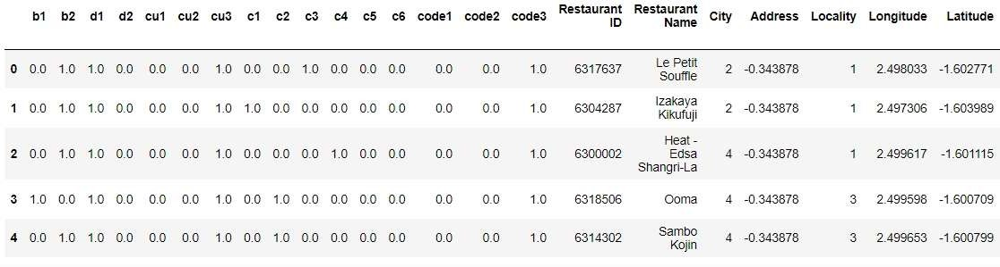 b1 b2 d1 d2 cu1 cu2 cu3 c1 c2 c3 c4 c5 c6 code1 code2 code3 Restaurant ID Restaurant Name City Address Locality Longitude Latitude
0 0.0 1.0 1.0 0.0 0.0 0.0 1.0 0.0 0.0 1.0 0.0 0.0 0.0 0.0 0.0 1.0 6317637 Le Petit Souffle 2 -0.343878 1 2.498033 -1.602771
1 0.0 1.0 1.0 0.0 0.0 0.0 1.0 1.0 0.0 0.0 0.0 0.0 0.0 0.0 0.0 1.0 6304287 Izakaya Kikufuji 2 -0.343878 1 2.497306 -1.603989
2 0.0 1.0 1.0 0.0 0.0 0.0 1.0 0.0 0.0 0.0 1.0 0.0 0.0 0.0 0.0 1.0 6300002 Heat - Edsa Shangri-La 4 -0.343878 1 2.499617 -1.601115
3 1.0 0.0 1.0 0.0 0.0 0.0 1.0 0.0 1.0 0.0 0.0 0.0 0.0 0.0 0.0 1.0 6318506 Ooma 4 -0.343878 3 2.499598 -1.600709
4 0.0 1.0 1.0 0.0 0.0 0.0 1.0 0.0 1.0 0.0 0.0 0.0 0.0 0.0 0.0 1.0 6314302 Sambo Kojin 4 -0.343878 3 2.499653 -1.600799